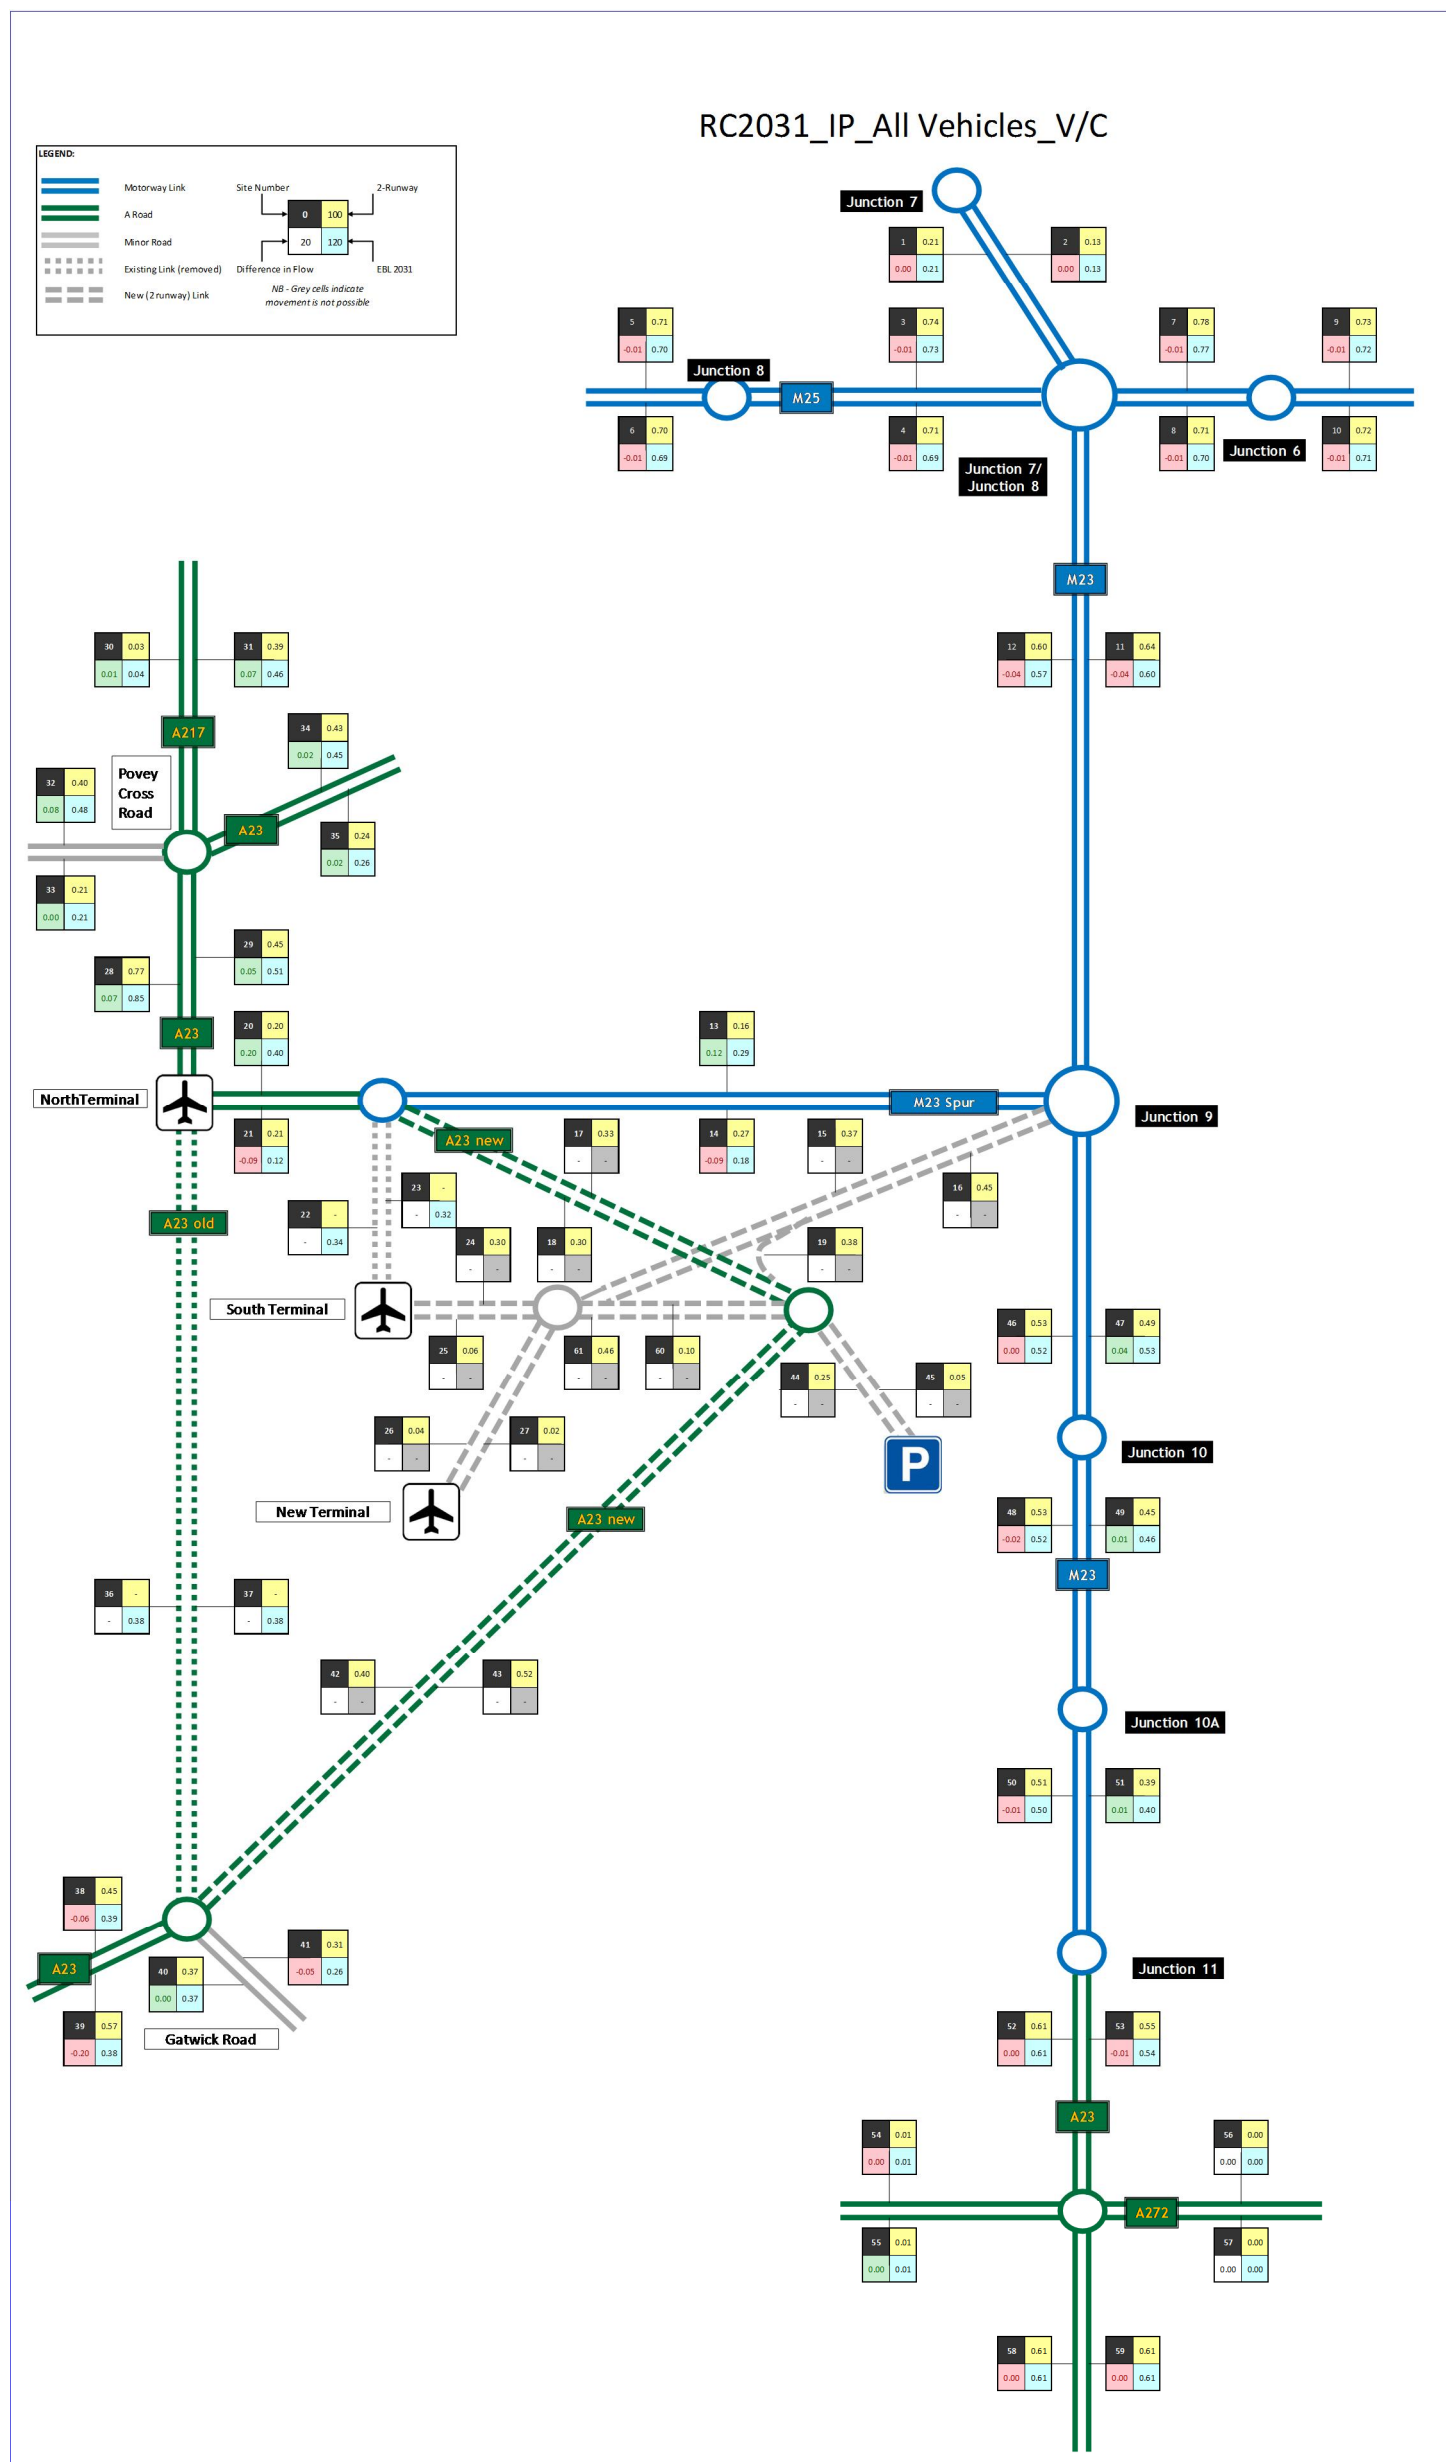 RC2031_IP_All Vehicles_V/C
LEGEND:
Motorway Link
A Road
Minor Road
Existing Link (removed)
New (2 runway) Link
Site Number
2-Runway
0 100
20 120
Difference in Flow
EBL 2031
NB - Grey cells indicate
movement is not possible
Junction 7
1 0.21
0.00 0.21
2 0.13
0.00 0.13
5 0.71
-0.01 0.70
3 0.74
-0.01 0.73
7 0.78
-0.01 0.77
9 0.73
-0.01 0.72
Junction 8
M25
6 0.70
-0.01 0.69
4 0.71
-0.01 0.69
8 0.71
-0.01 0.70
10 0.72
-0.01 0.71
Junction 6
Junction 7/
Junction 8
M23
12 0.60
-0.04 0.57
11 0.64
-0.04 0.60
30 0.03
0.01 0.04
31 0.39
0.07 0.46
A217
34 0.43
0.02 0.45
Povey
Cross
Road
32 0.40
0.08 0.48
A23
35 0.24
0.02 0.26
33 0.21
0.00 0.21
29 0.45
0.05 0.51
28 0.77
0.07 0.85
A23
20 0.20
0.20 0.40
13 0.16
0.12 0.29
NorthTerminal
M23 Spur
Junction 9
21 0.21
-0.09 0.12
A23 new
17 0.33
- -
14 0.27
-0.09 0.18
15 0.37
- -
16 0.45
- -
23 -
- 0.32
22 -
- 0.34
A23 old
24 0.30
- -
18 0.30
- -
19 0.38
- -
South Terminal
25 0.06
- -
61 0.46
- -
60 0.10
- -
44 0.25
- -
45 0.05
- -
46 0.53
0.00 0.52
47 0.49
0.04 0.53
26 0.04
- -
27 0.02
- -
P
Junction 10
New Terminal
A23 new
48 0.53
-0.02 0.52
49 0.45
0.01 0.46
M23
36 -
- 0.38
37 -
- 0.38
42 0.40
- -
43 0.52
- -
Junction 10A
50 0.51
-0.01 0.50
51 0.39
0.01 0.40
38 0.45
-0.06 0.39
41 0.31
-0.05 0.26
A23
40 0.37
0.00 0.37
39 0.57
-0.20 0.38
Gatwick Road
Junction 11
52 0.61
0.00 0.61
53 0.55
-0.01 0.54
A23
54 0.01
0.00 0.01
56 0.00
0.00 0.00
A272
55 0.01
0.00 0.01
57 0.00
0.00 0.00
58 0.61
0.00 0.61
59 0.61
0.00 0.61